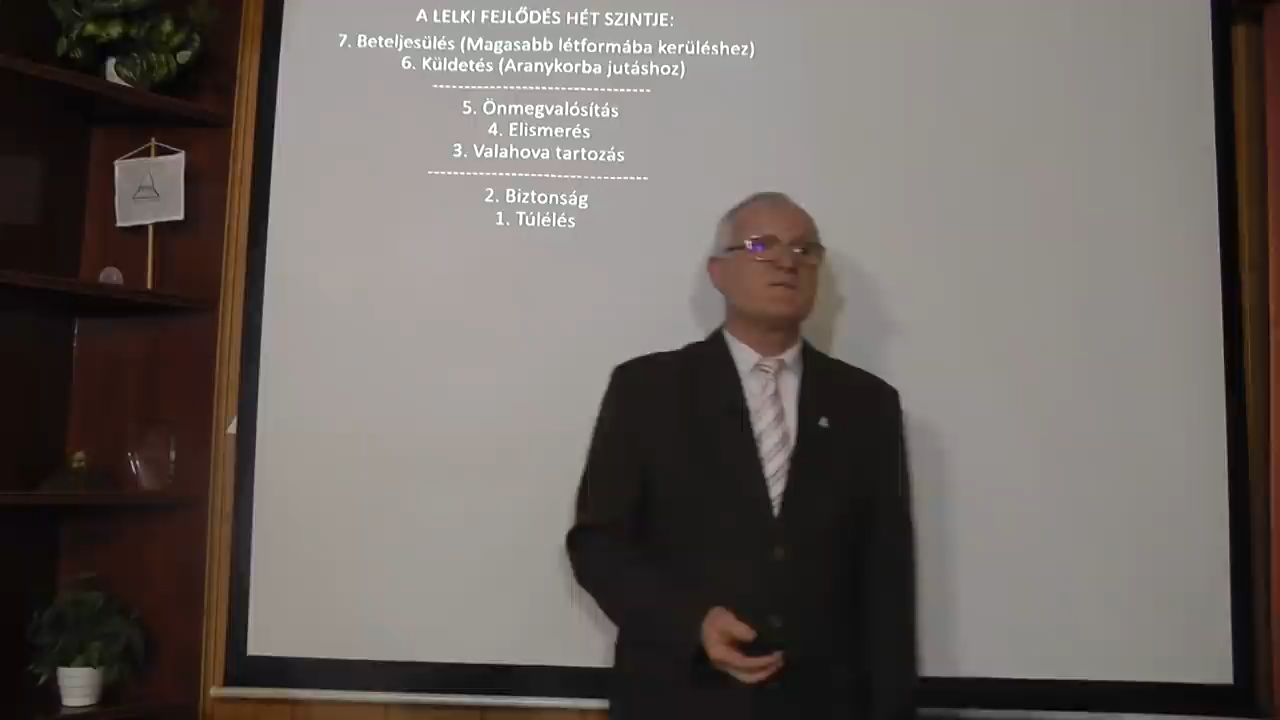 A LELKI FEJLŐDÉS HÉT SZINTJE:
7. Beteljesülés (Magasabb létformába kerüléshez)
6. Küldetés (Aranykorba jutáshoz)
----------------------------------
5. Önmegvalósítás
4. Elismerés
3. Valahova tartozás
----------------------------------
2. Biztonság
1. Túlélés